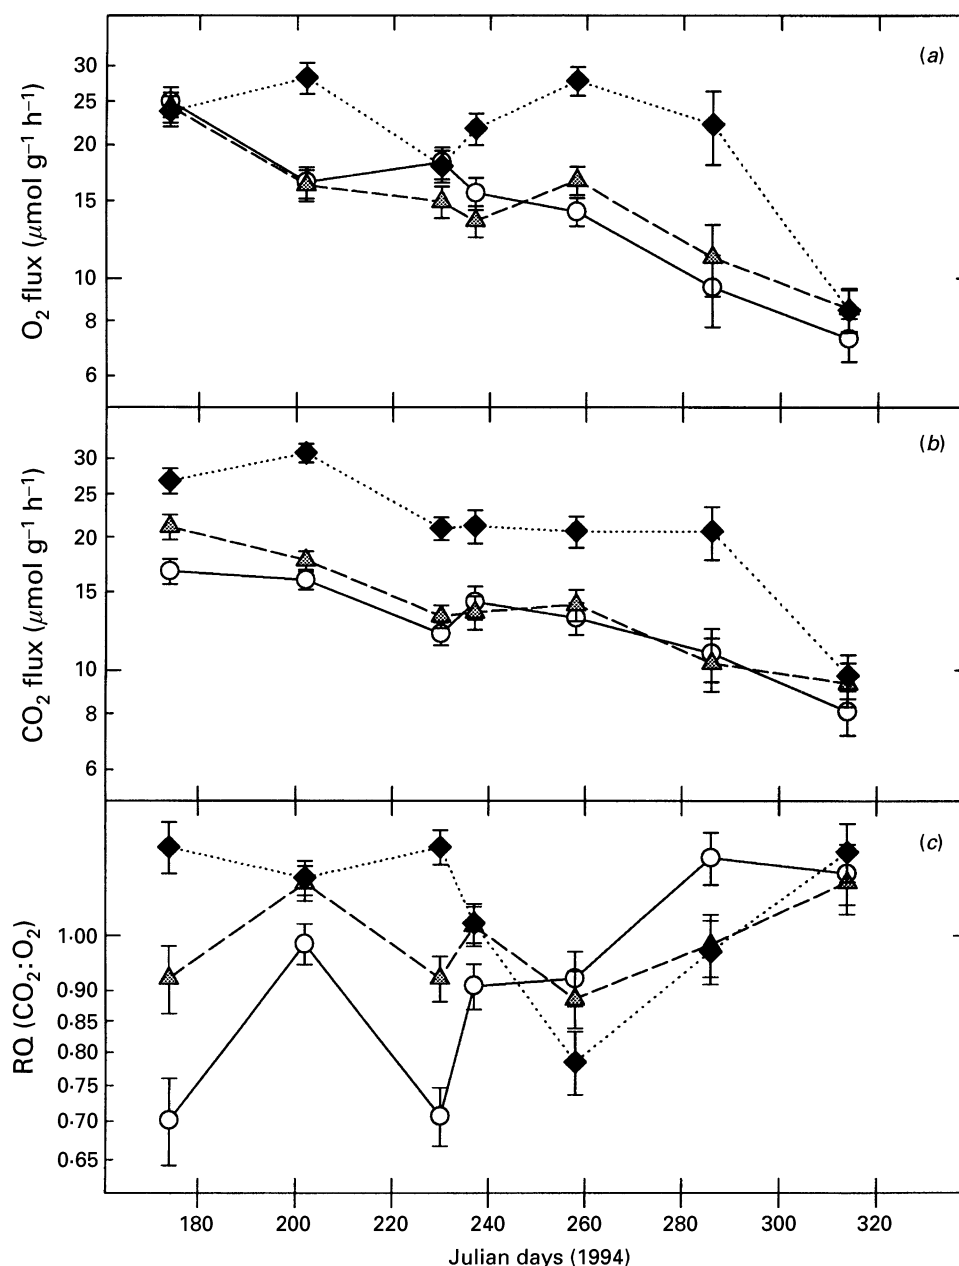 (a)
30
25
20
15
10
8
6
O₂ flux (μmol g⁻¹ h⁻¹)
(b)
30
25
20
15
10
8
6
CO₂ flux (μmol g⁻¹ h⁻¹)
(c)
1·00
0·90
0·85
0·80
0·75
0·70
0·65
RQ (CO₂:O₂)
180 200 220 240 260 280 300 320
Julian days (1994)